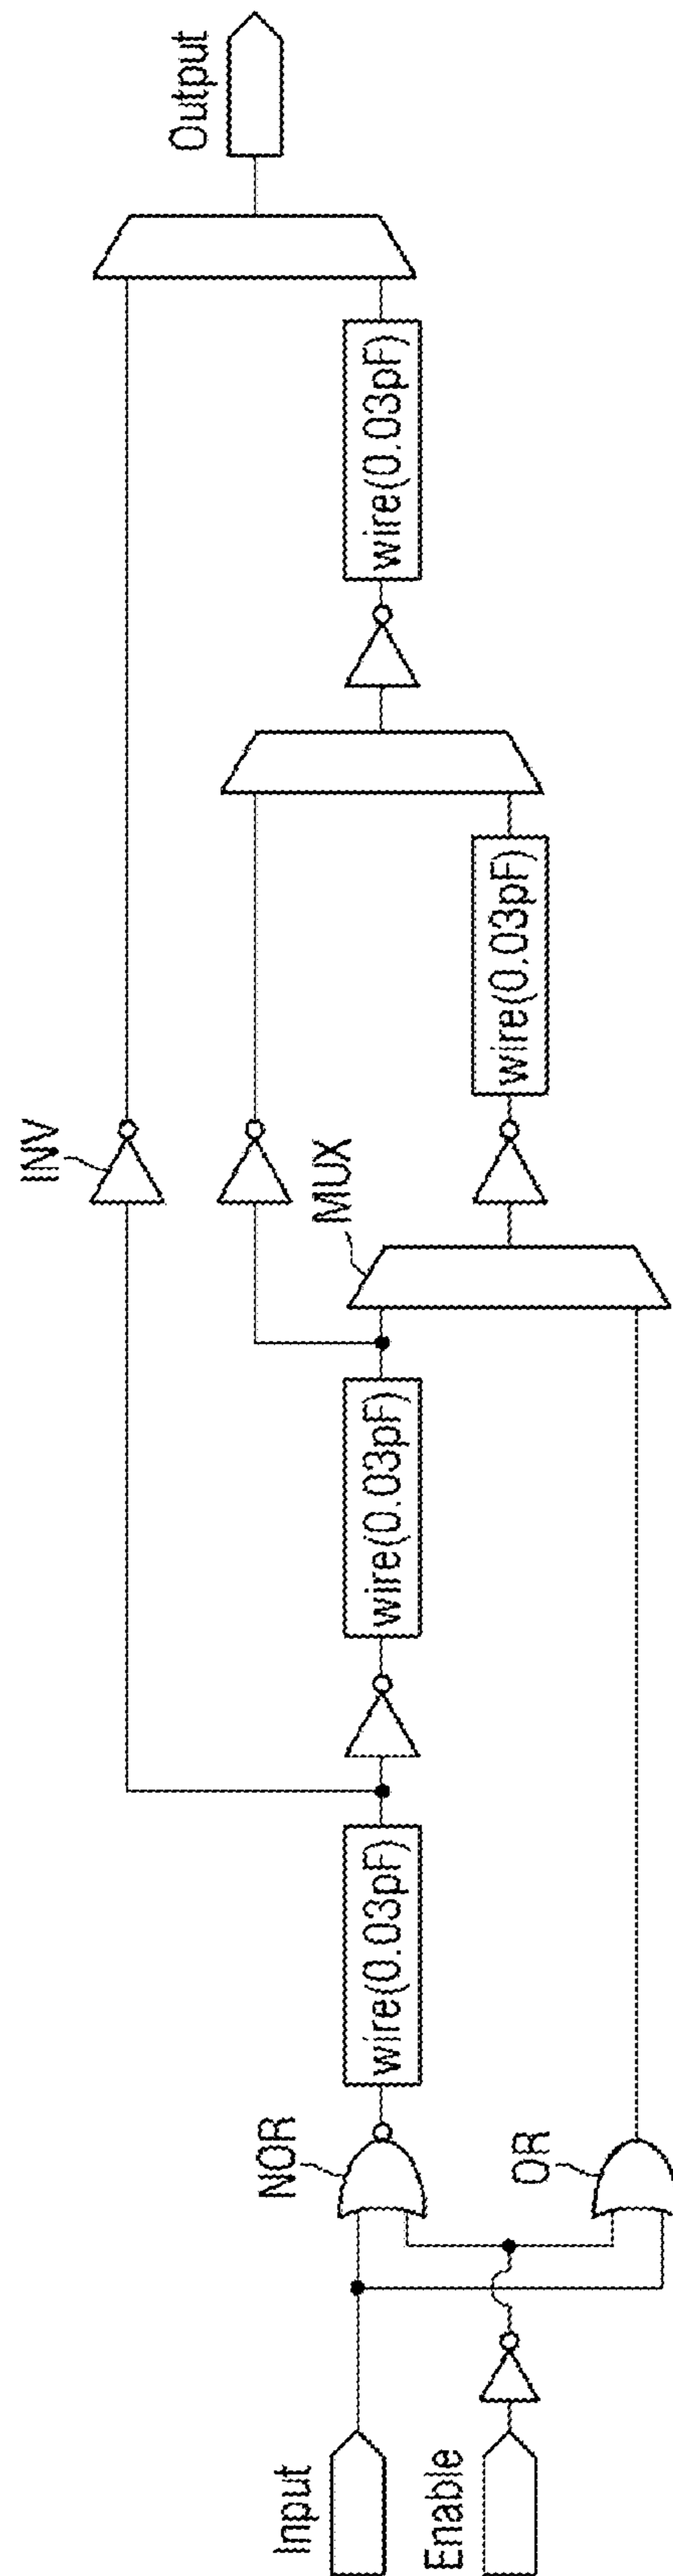 Input
Enable
NOR
OR
wire(0.03pF)
wire(0.03pF)
MUX
INV
wire(0.03pF)
wire(0.03pF)
Output